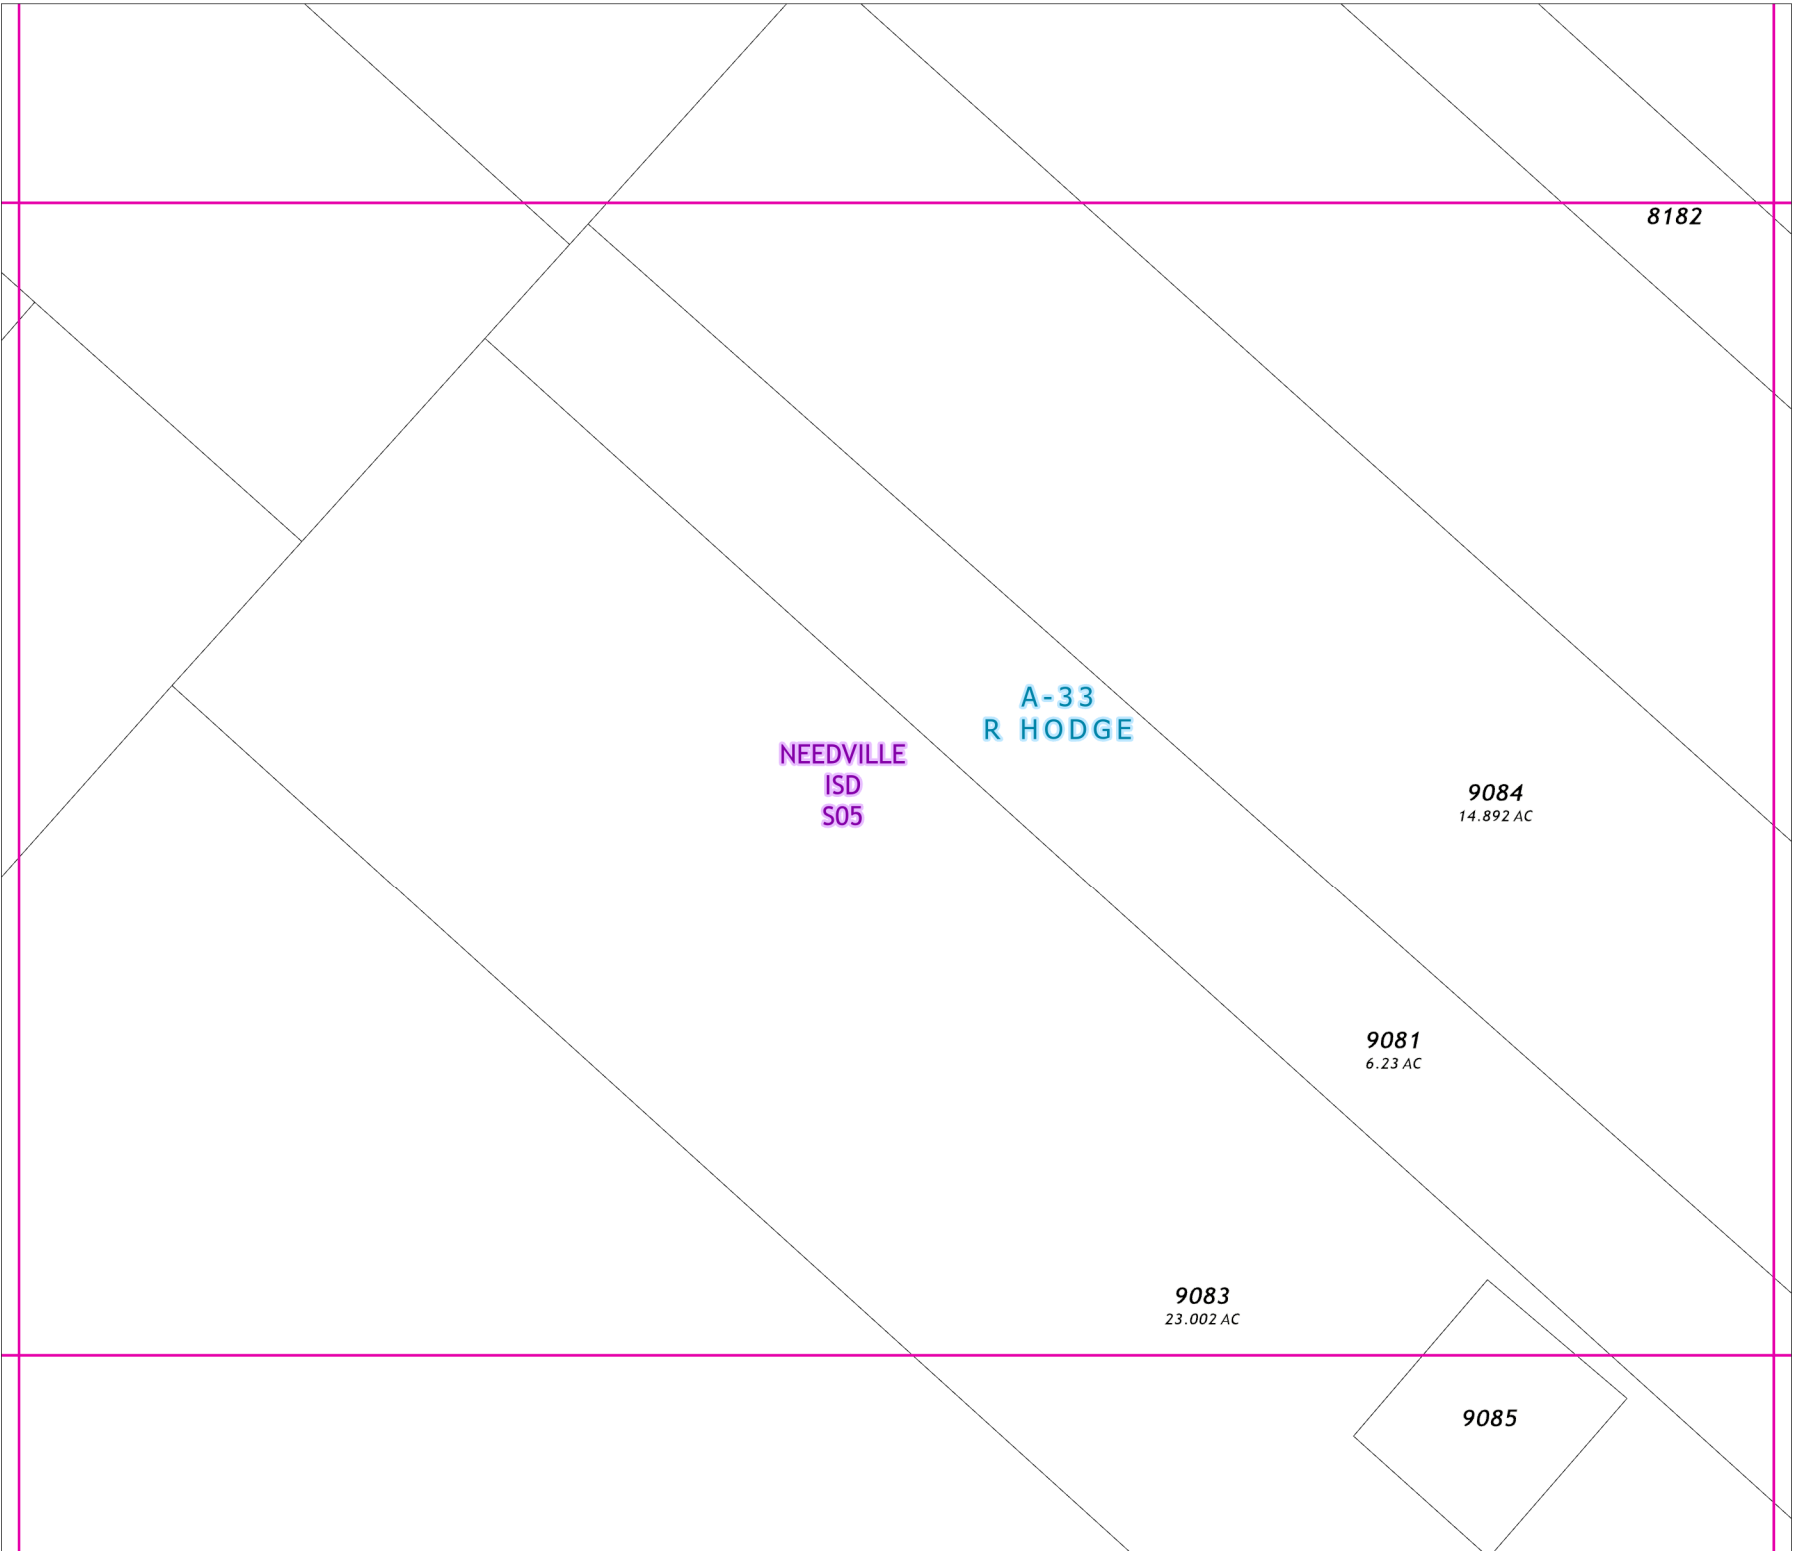 8182
A-33
R HODGE
NEEDVILLE
ISD
S05
9084
14.892 AC
9081
6.23 AC
9083
23.002 AC
9085